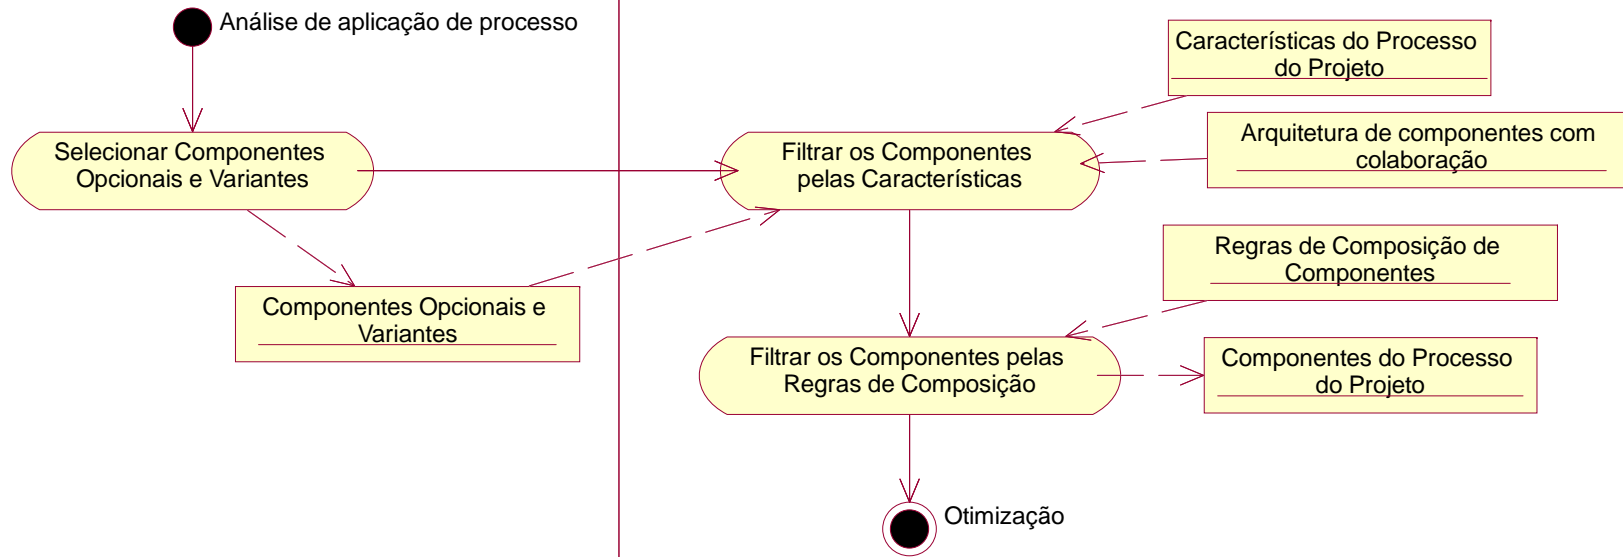 Análise de aplicação de processo
Características do Processo
do Projeto
Selecionar Componentes
Opcionais e Variantes
Filtrar os Componentes
pelas Características
Arquitetura de componentes com
colaboração
Regras de Composição de
Componentes
Componentes Opcionais e
Variantes
Filtrar os Componentes pelas
Regras de Composição
Componentes do Processo
do Projeto
Otimização